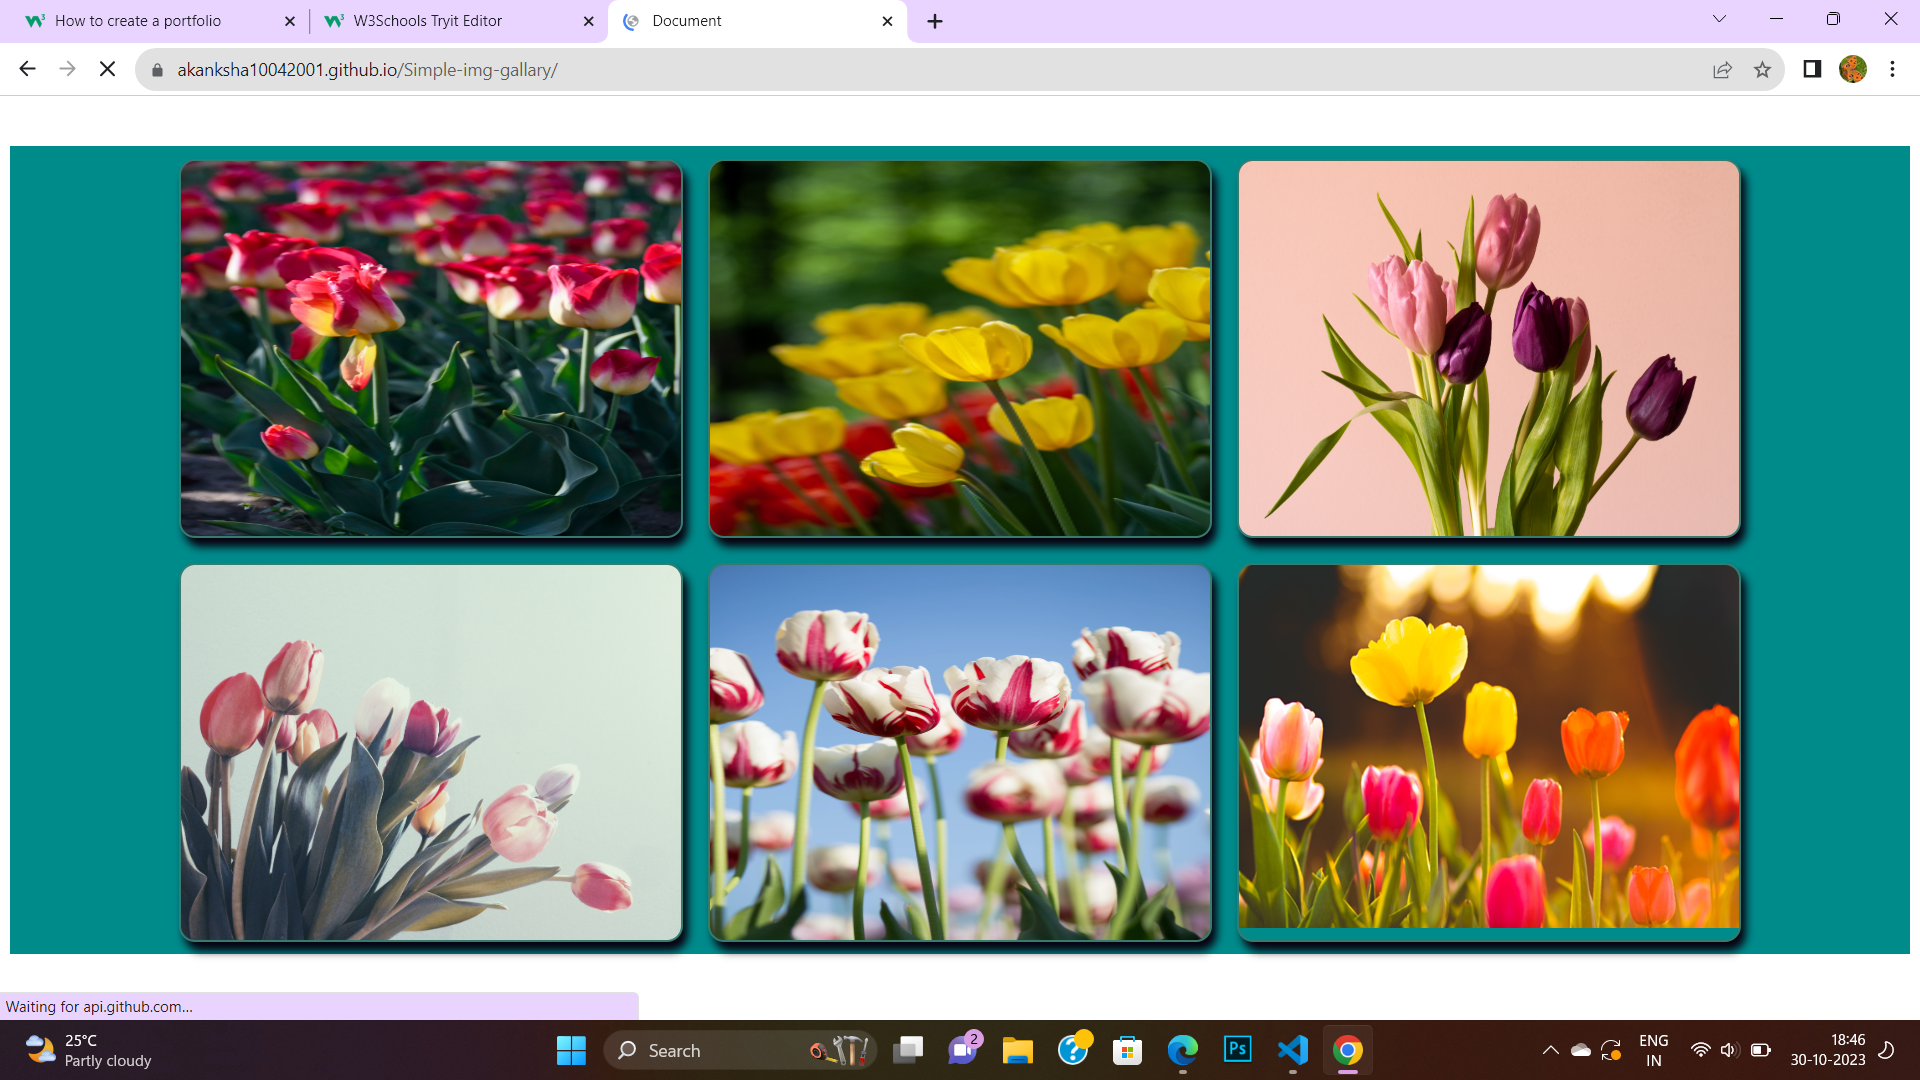 How to create a portfolio
W3Schools Tryit Editor
Document
akanksha10042001.github.io/Simple-img-gallary/
Waiting for api.github.com...
25°C
Partly cloudy
Search
2
Ps
ENG
IN
18:46
30-10-2023